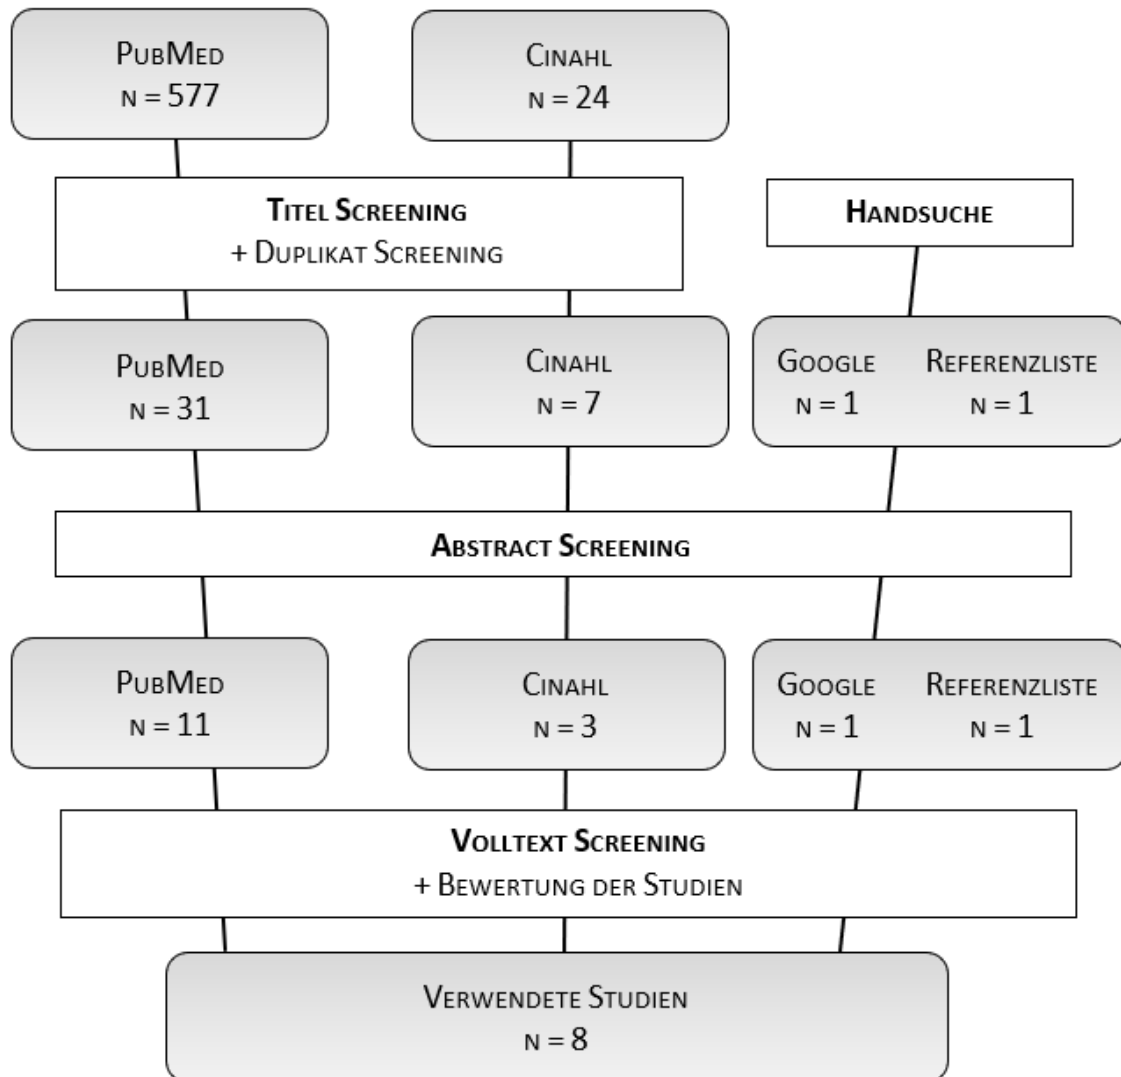 PubMed
n = 577
Cinahl
n = 24
Titel Screening
+ Duplikat Screening
Handsuche
PubMed
n = 31
Cinahl
n = 7
Google
n = 1
Referenzliste
n = 1
Abstract Screening
PubMed
n = 11
Cinahl
n = 3
Google
n = 1
Referenzliste
n = 1
Volltext Screening
+ Bewertung der Studien
Verwendete Studien
n = 8